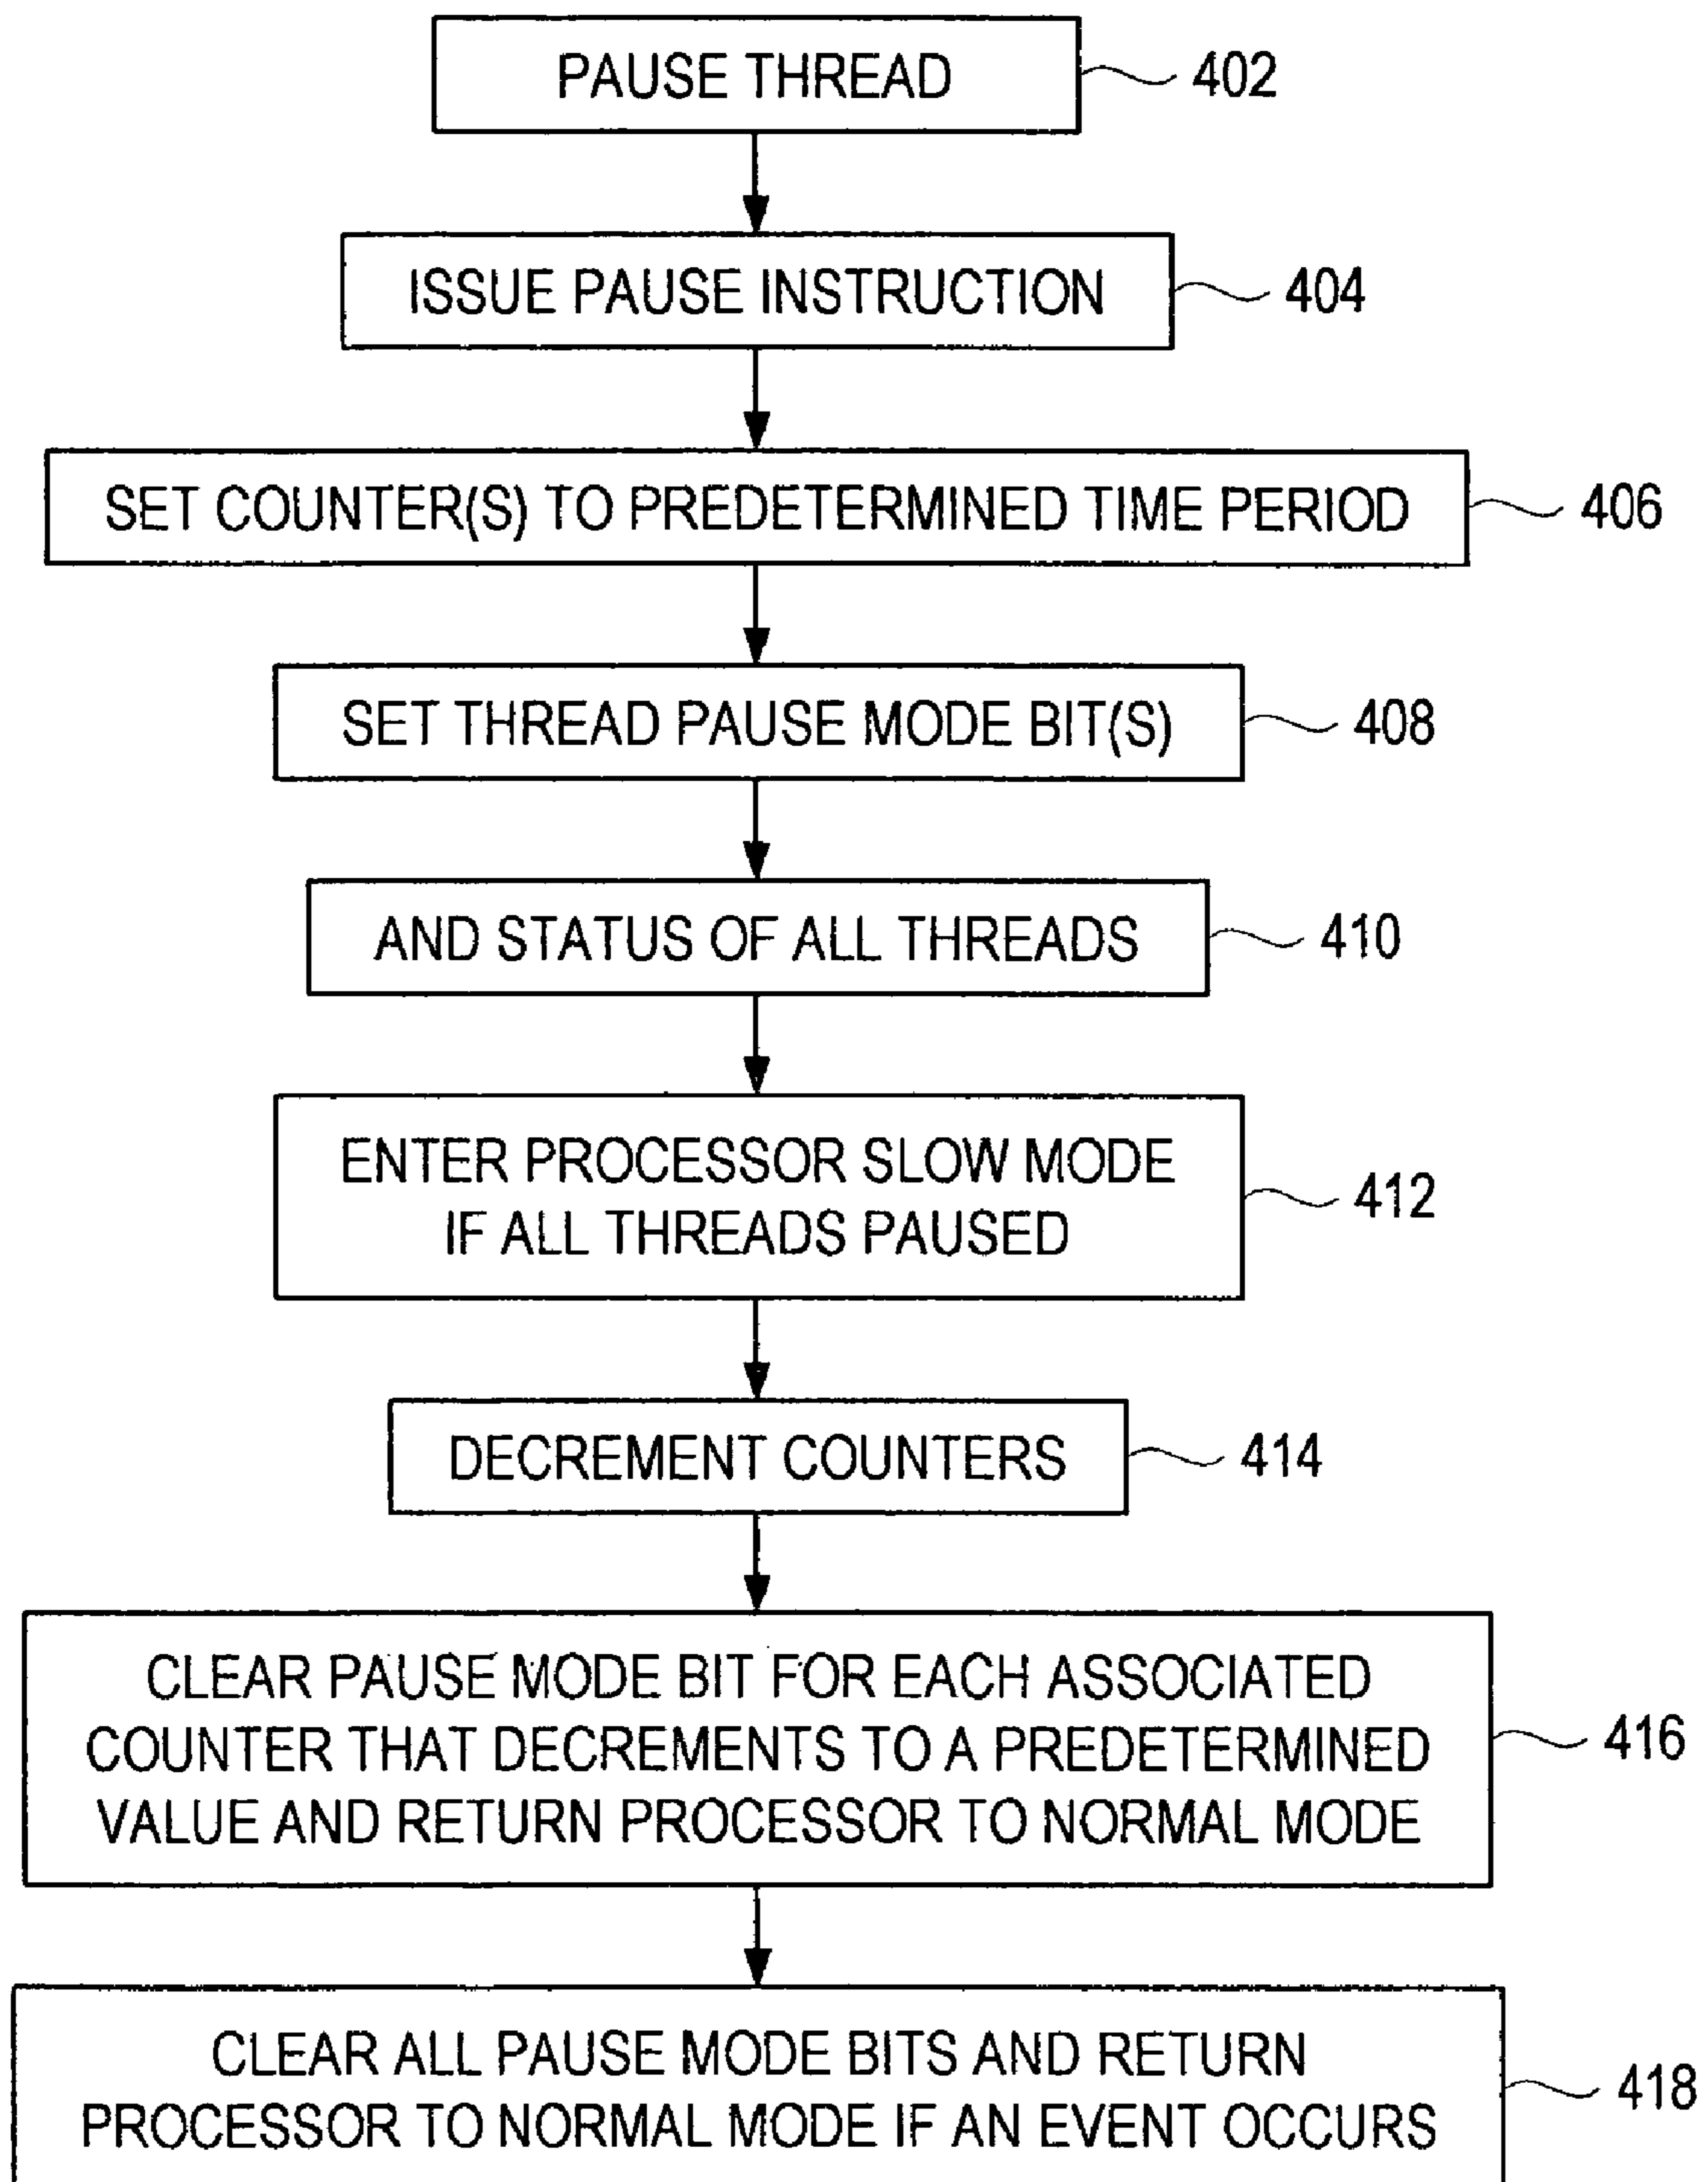 PAUSE THREAD
402
ISSUE PAUSE INSTRUCTION
404
SET COUNTER(S) TO PREDETERMINED TIME PERIOD
406
SET THREAD PAUSE MODE BIT(S)
408
AND STATUS OF ALL THREADS
410
ENTER PROCESSOR SLOW MODE
IF ALL THREADS PAUSED
412
DECREMENT COUNTERS
414
CLEAR PAUSE MODE BIT FOR EACH ASSOCIATED
COUNTER THAT DECREMENTS TO A PREDETERMINED
VALUE AND RETURN PROCESSOR TO NORMAL MODE
416
CLEAR ALL PAUSE MODE BITS AND RETURN
PROCESSOR TO NORMAL MODE IF AN EVENT OCCURS
418